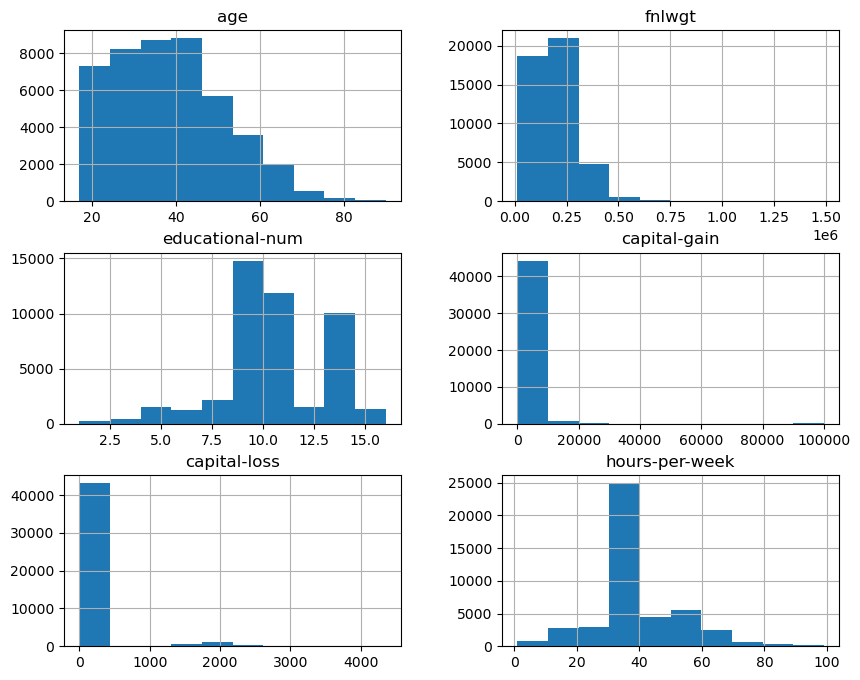 age
8000
6000
4000
2000
0
20 40 60 80
fnlwgt
20000
15000
10000
5000
0
0.00 0.25 0.50 0.75 1.00 1.25 1.50
1e6
educational-num
15000
10000
5000
0
2.5 5.0 7.5 10.0 12.5 15.0
capital-gain
40000
30000
20000
10000
0
0 20000 40000 60000 80000 100000
capital-loss
40000
30000
20000
10000
0
0 1000 2000 3000 4000
hours-per-week
25000
20000
15000
10000
5000
0
0 20 40 60 80 100